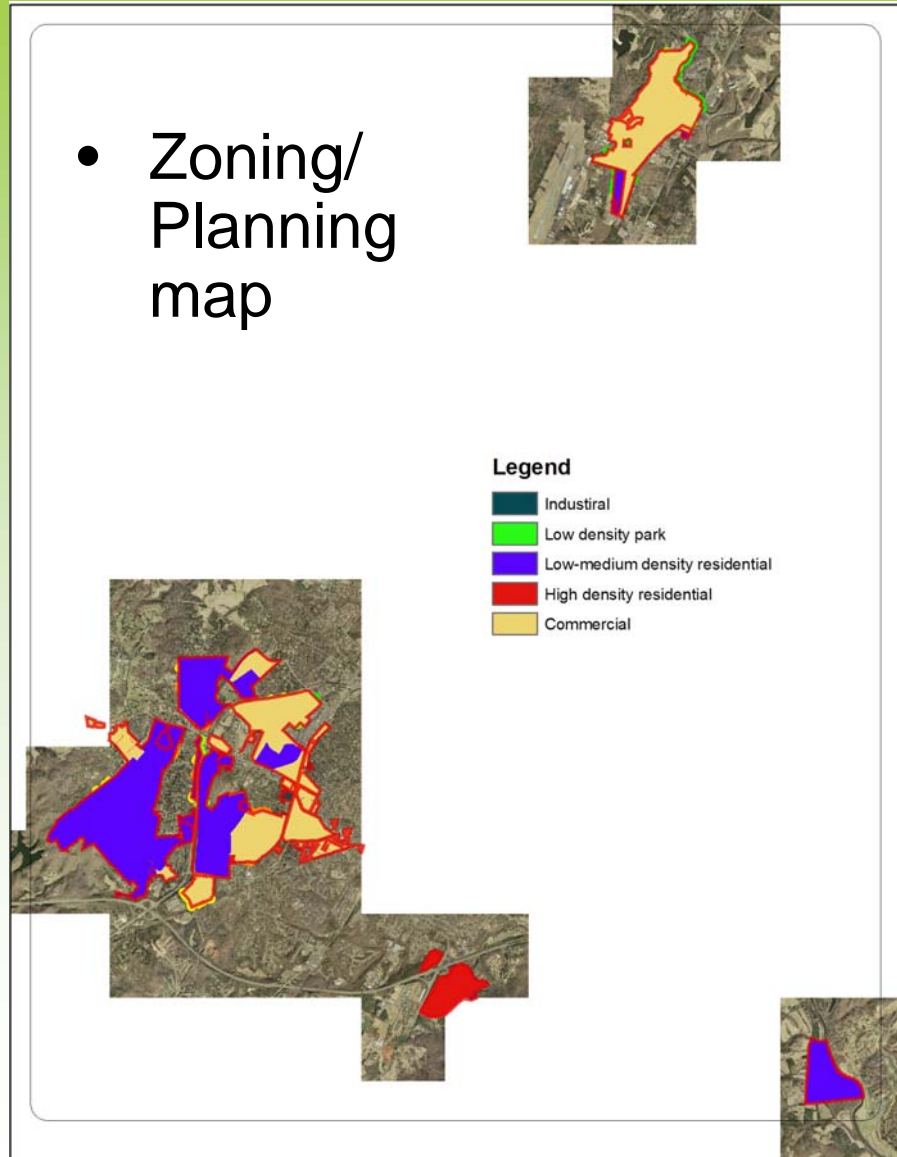 • Zoning/
Planning
map
Legend
Industiral
Low density park
Low-medium density residential
High density residential
Commercial